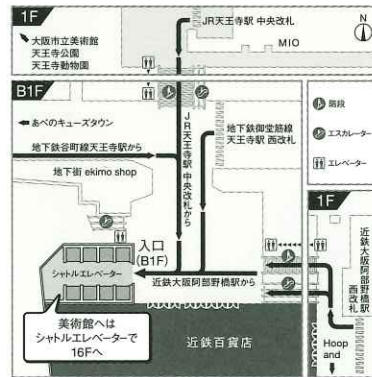 1F
JR天王寺駅 中央改札
N
大阪市立美術館
天王寺公園
天王寺動物園
MIO
B1F
あべのキューズタウン
JR天王寺駅 中央改札から
地下鉄御堂筋線
天王寺駅 西改札
階段
エスカレーター
エレベーター
地下鉄谷町線天王寺駅から
地下街 ekimo shop
1F
入口
(B1F)
シャトルエレベーター
近鉄大阪阿部野橋駅から
近鉄大阪阿部野橋駅
西改札
美術館へは
シャトルエレベーターで
16Fへ
近鉄百貨店
Hoop
and